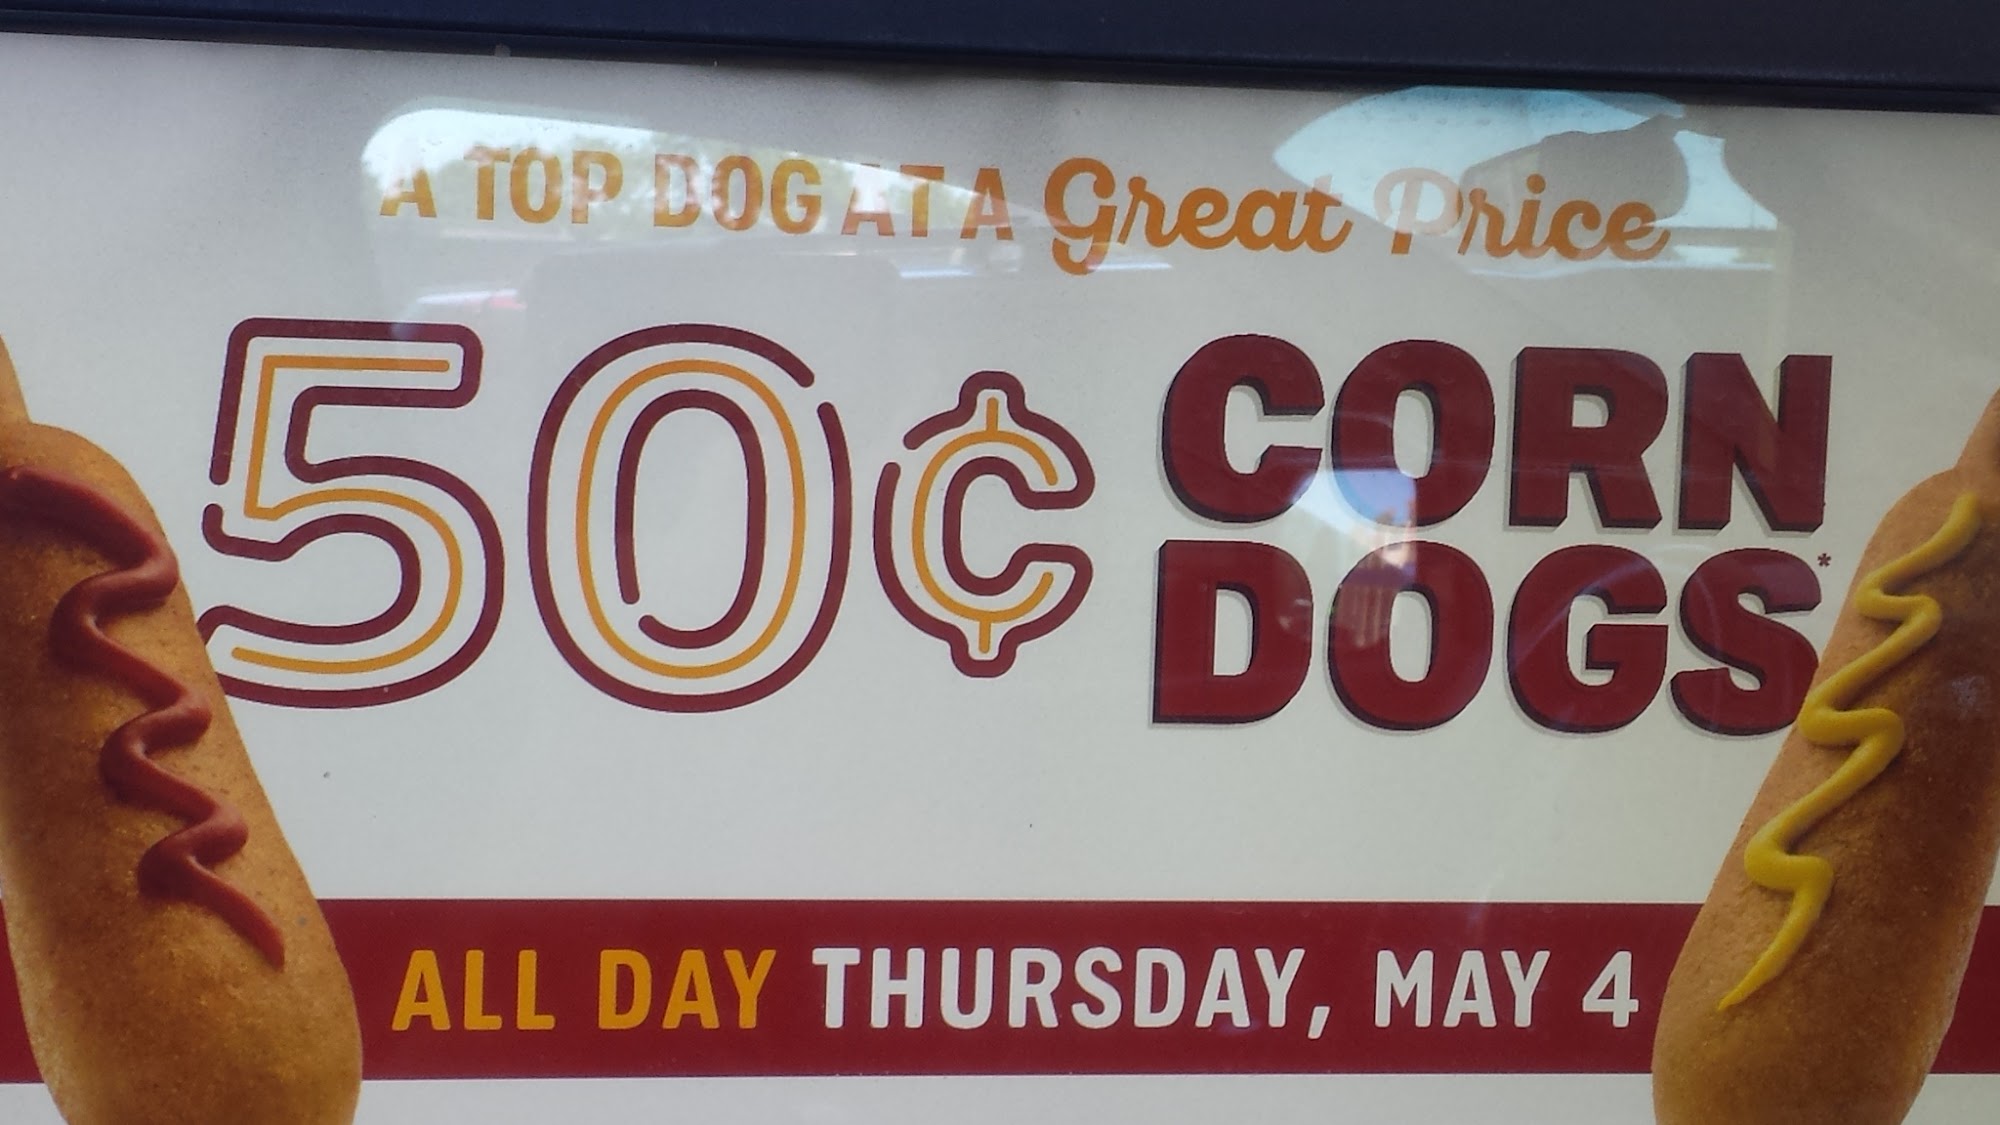 A TOP DOG AT A Great Price
50¢ CORN DOGS*
ALL DAY THURSDAY, MAY 4